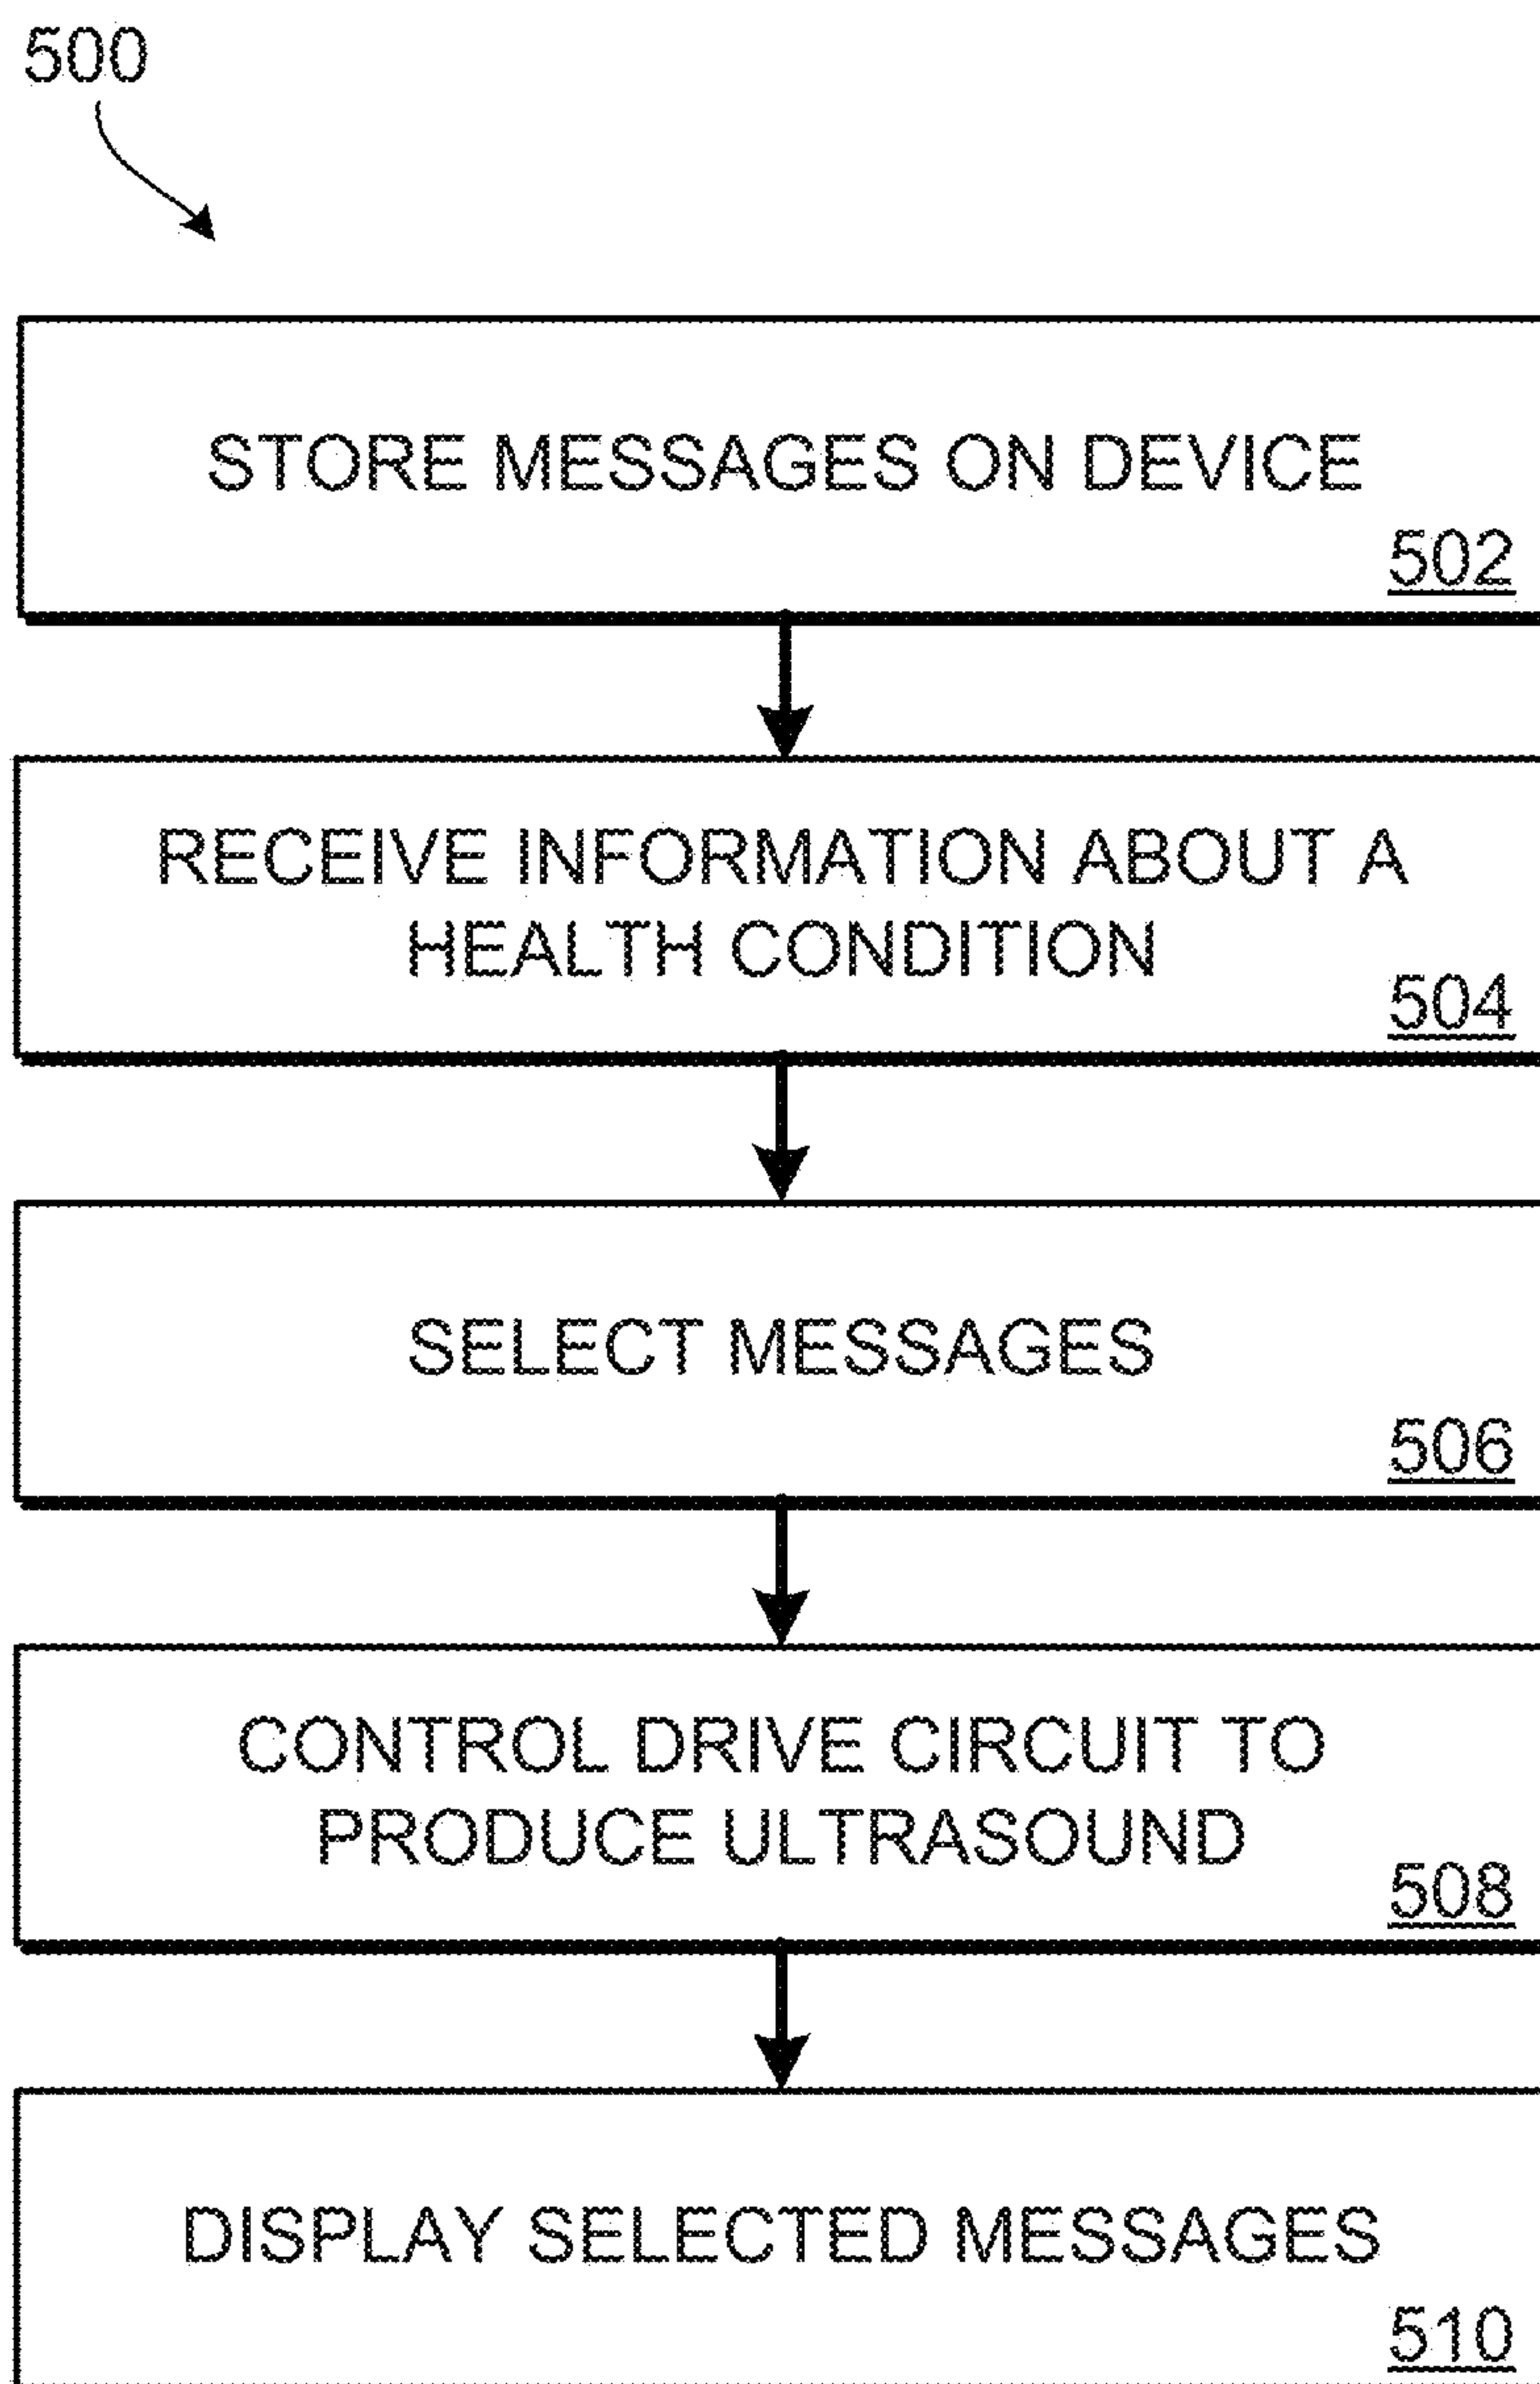 500
STORE MESSAGES ON DEVICE
502
RECEIVE INFORMATION ABOUT A
HEALTH CONDITION
504
SELECT MESSAGES
506
CONTROL DRIVE CIRCUIT TO
PRODUCE ULTRASOUND
508
DISPLAY SELECTED MESSAGES
510